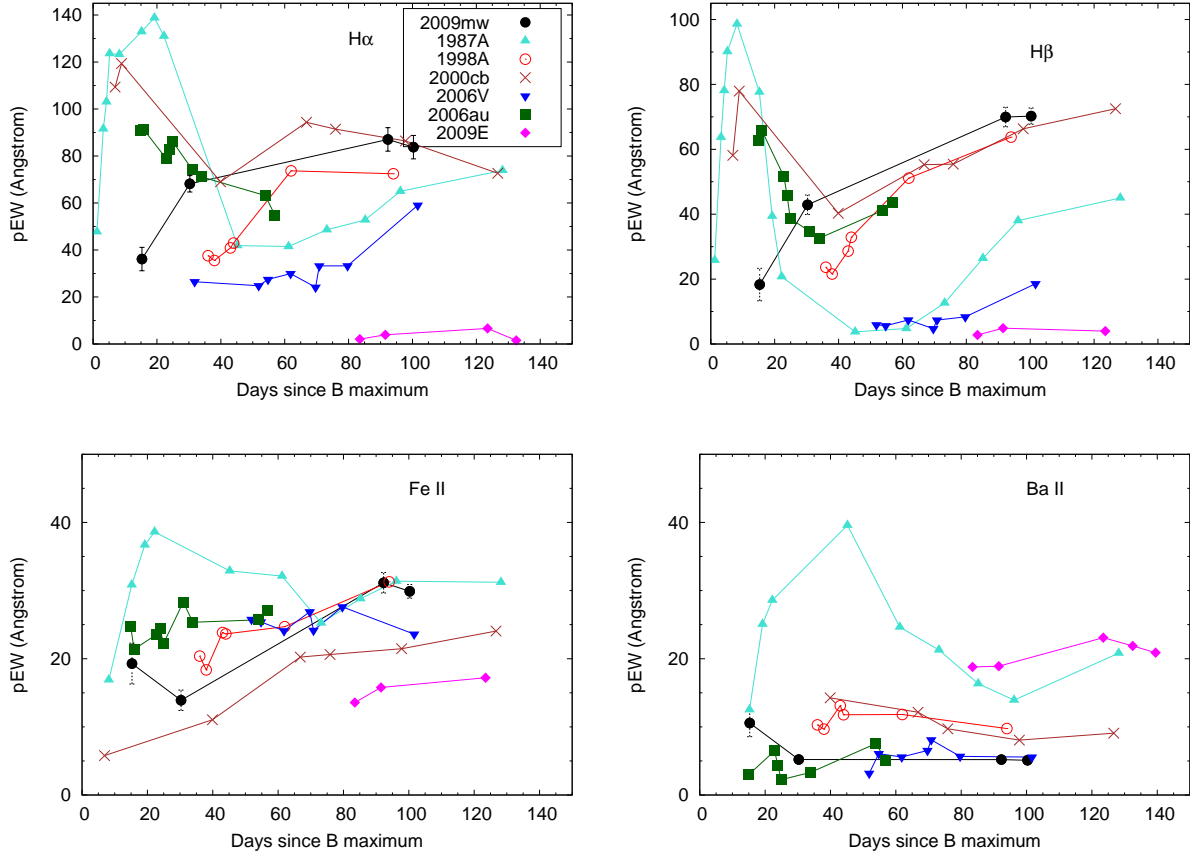 140
120
100
80
60
40
20
0
pEW (Angstrom)
Hα
2009mw
1987A
1998A
2000cb
2006V
2006au
2009E
0 20 40 60 80 100 120 140
Days since B maximum
100
80
60
40
20
0
pEW (Angstrom)
Hβ
0 20 40 60 80 100 120 140
Days since B maximum
40
20
0
pEW (Angstrom)
Fe II
0 20 40 60 80 100 120 140
Days since B maximum
40
20
0
pEW (Angstrom)
Ba II
0 20 40 60 80 100 120 140
Days since B maximum